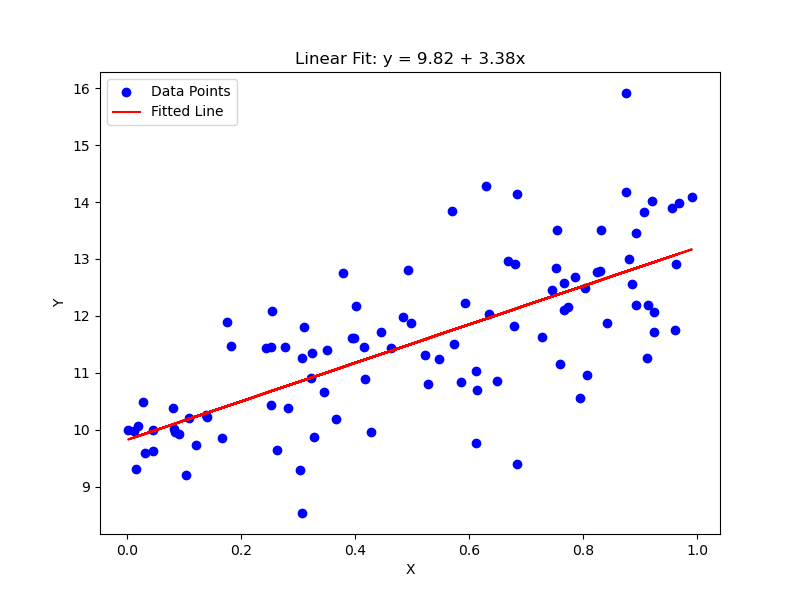 Linear Fit: y = 9.82 + 3.38x
Data Points
Fitted Line
16
15
14
13
12
11
10
9
Y
0.0 0.2 0.4 0.6 0.8 1.0
X